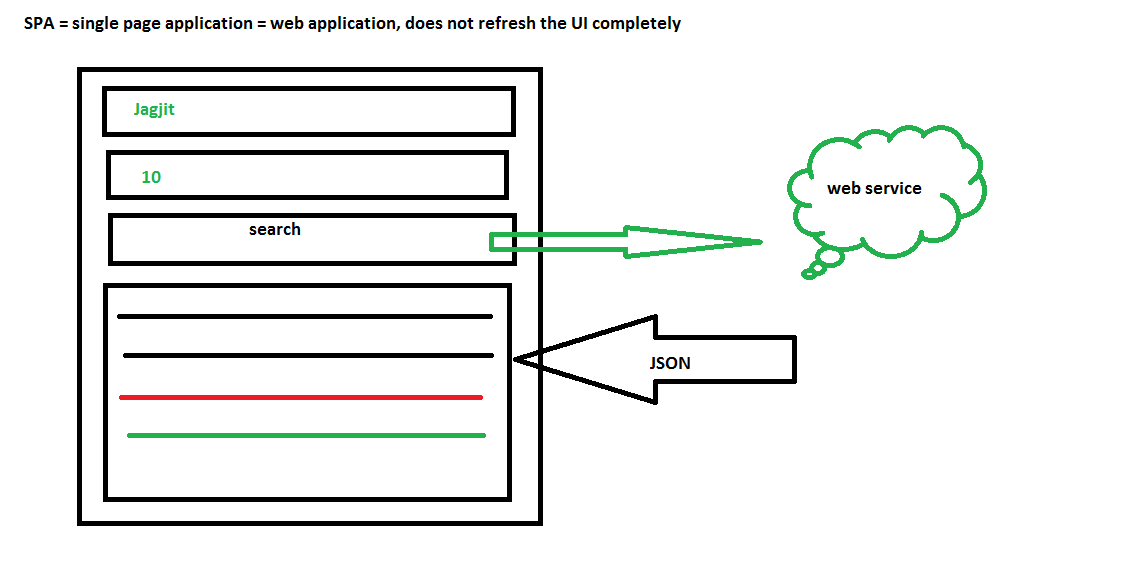 SPA = single page application = web application, does not refresh the UI completely
Jagjit
10
search
web service
JSON